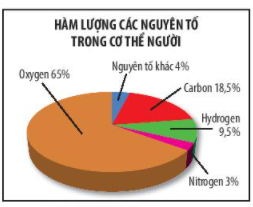 HÀM LƯỢNG CÁC NGUYÊN TỐ
TRONG CƠ THỂ NGƯỜI
Nguyên tố khác 4%
Oxygen 65%
Carbon 18,5%
Hydrogen
9,5%
Nitrogen 3%